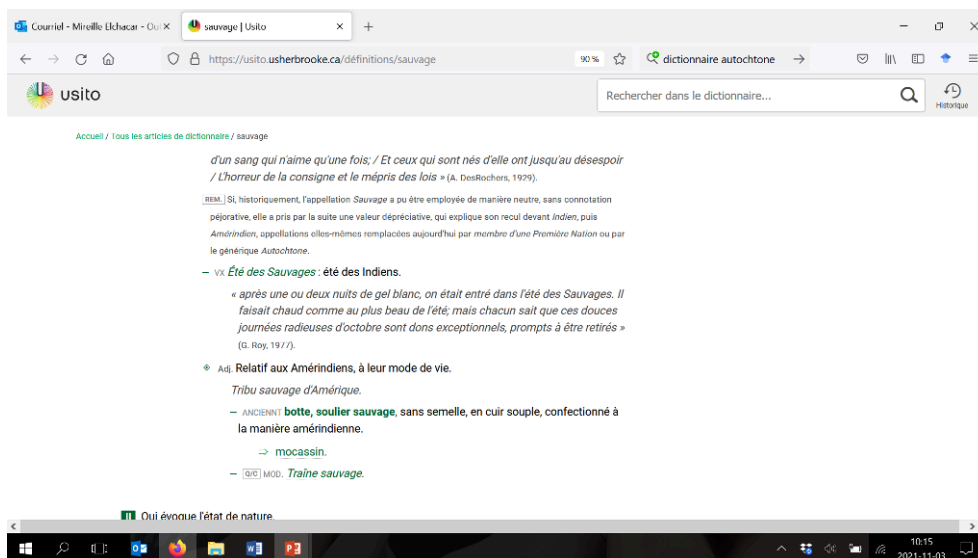 Courriel - Mireille Elchacar - Ou
sauvage | Usito
https://usito.usherbrooke.ca/définitions/sauvage
90 %
dictionnaire autochtone
usito
Rechercher dans le dictionnaire...
Historique
Accueil / Tous les articles de dictionnaire / sauvage
d'un sang qui n'aime qu'une fois; / Et ceux qui sont nés d'elle ont jusqu'au désespoir
/ L'horreur de la consigne et le mépris des lois » (A. DesRochers, 1929).
REM. Si, historiquement, l'appellation Sauvage a pu être employée de manière neutre, sans connotation
péjorative, elle a pris par la suite une valeur dépréciative, qui explique son recul devant Indien, puis
Amérindien, appellations elles-mêmes remplacées aujourd'hui par membre d'une Première Nation ou par
le générique Autochtone.
– VX Été des Sauvages : été des Indiens.
« après une ou deux nuits de gel blanc, on était entré dans l'été des Sauvages. Il
faisait chaud comme au plus beau de l'été; mais chacun sait que ces douces
journées radieuses d'octobre sont dons exceptionnels, prompts à être retirés »
(G. Roy, 1977).
Adj. Relatif aux Amérindiens, à leur mode de vie.
Tribu sauvage d'Amérique.
– ANCIENNT botte, soulier sauvage, sans semelle, en cuir souple, confectionné à
la manière amérindienne.
⇒ mocassin.
– Q/C MOD. Traîne sauvage.
II Qui évoque l'état de nature.
10:15
2021-11-03